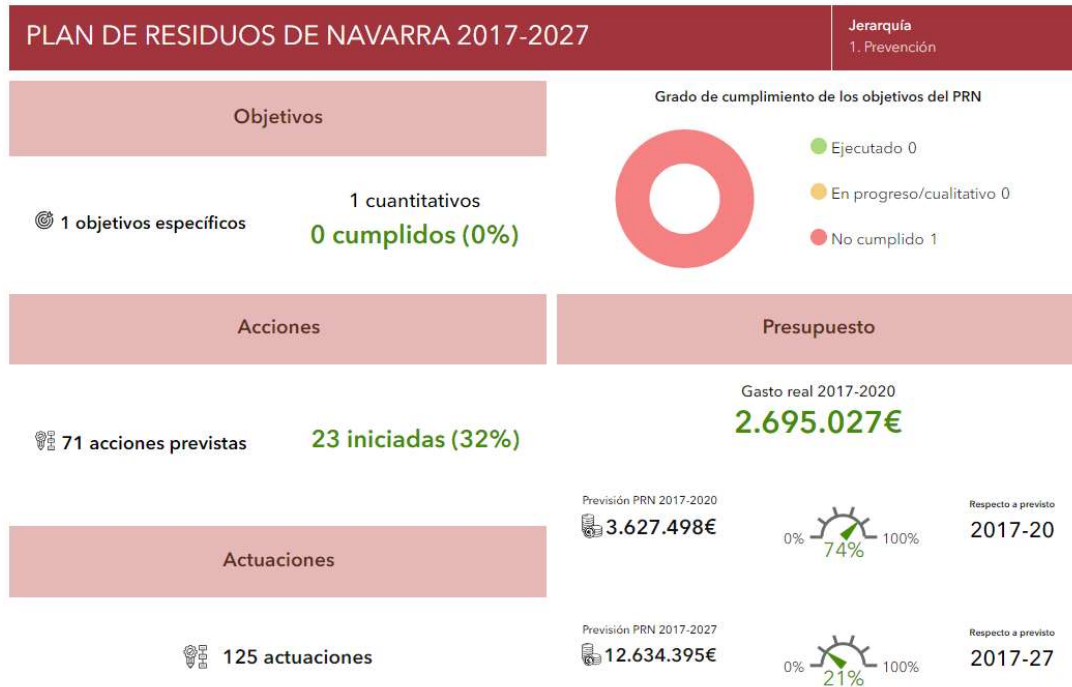 PLAN DE RESIDUOS DE NAVARRA 2017-2027
Jerarquía
1. Prevención
Objetivos
1 objetivos específicos
1 cuantitativos
0 cumplidos (0%)
Grado de cumplimiento de los objetivos del PRN
Ejecutado 0
En progreso/cualitativo 0
No cumplido 1
Acciones
71 acciones previstas
23 iniciadas (32%)
Presupuesto
Gasto real 2017-2020
2.695.027€
Previsión PRN 2017-2020
3.627.498€
0%
74%
100%
Respecto a previsto
2017-20
Actuaciones
125 actuaciones
Previsión PRN 2017-2027
12.634.395€
0%
21%
100%
Respecto a previsto
2017-27